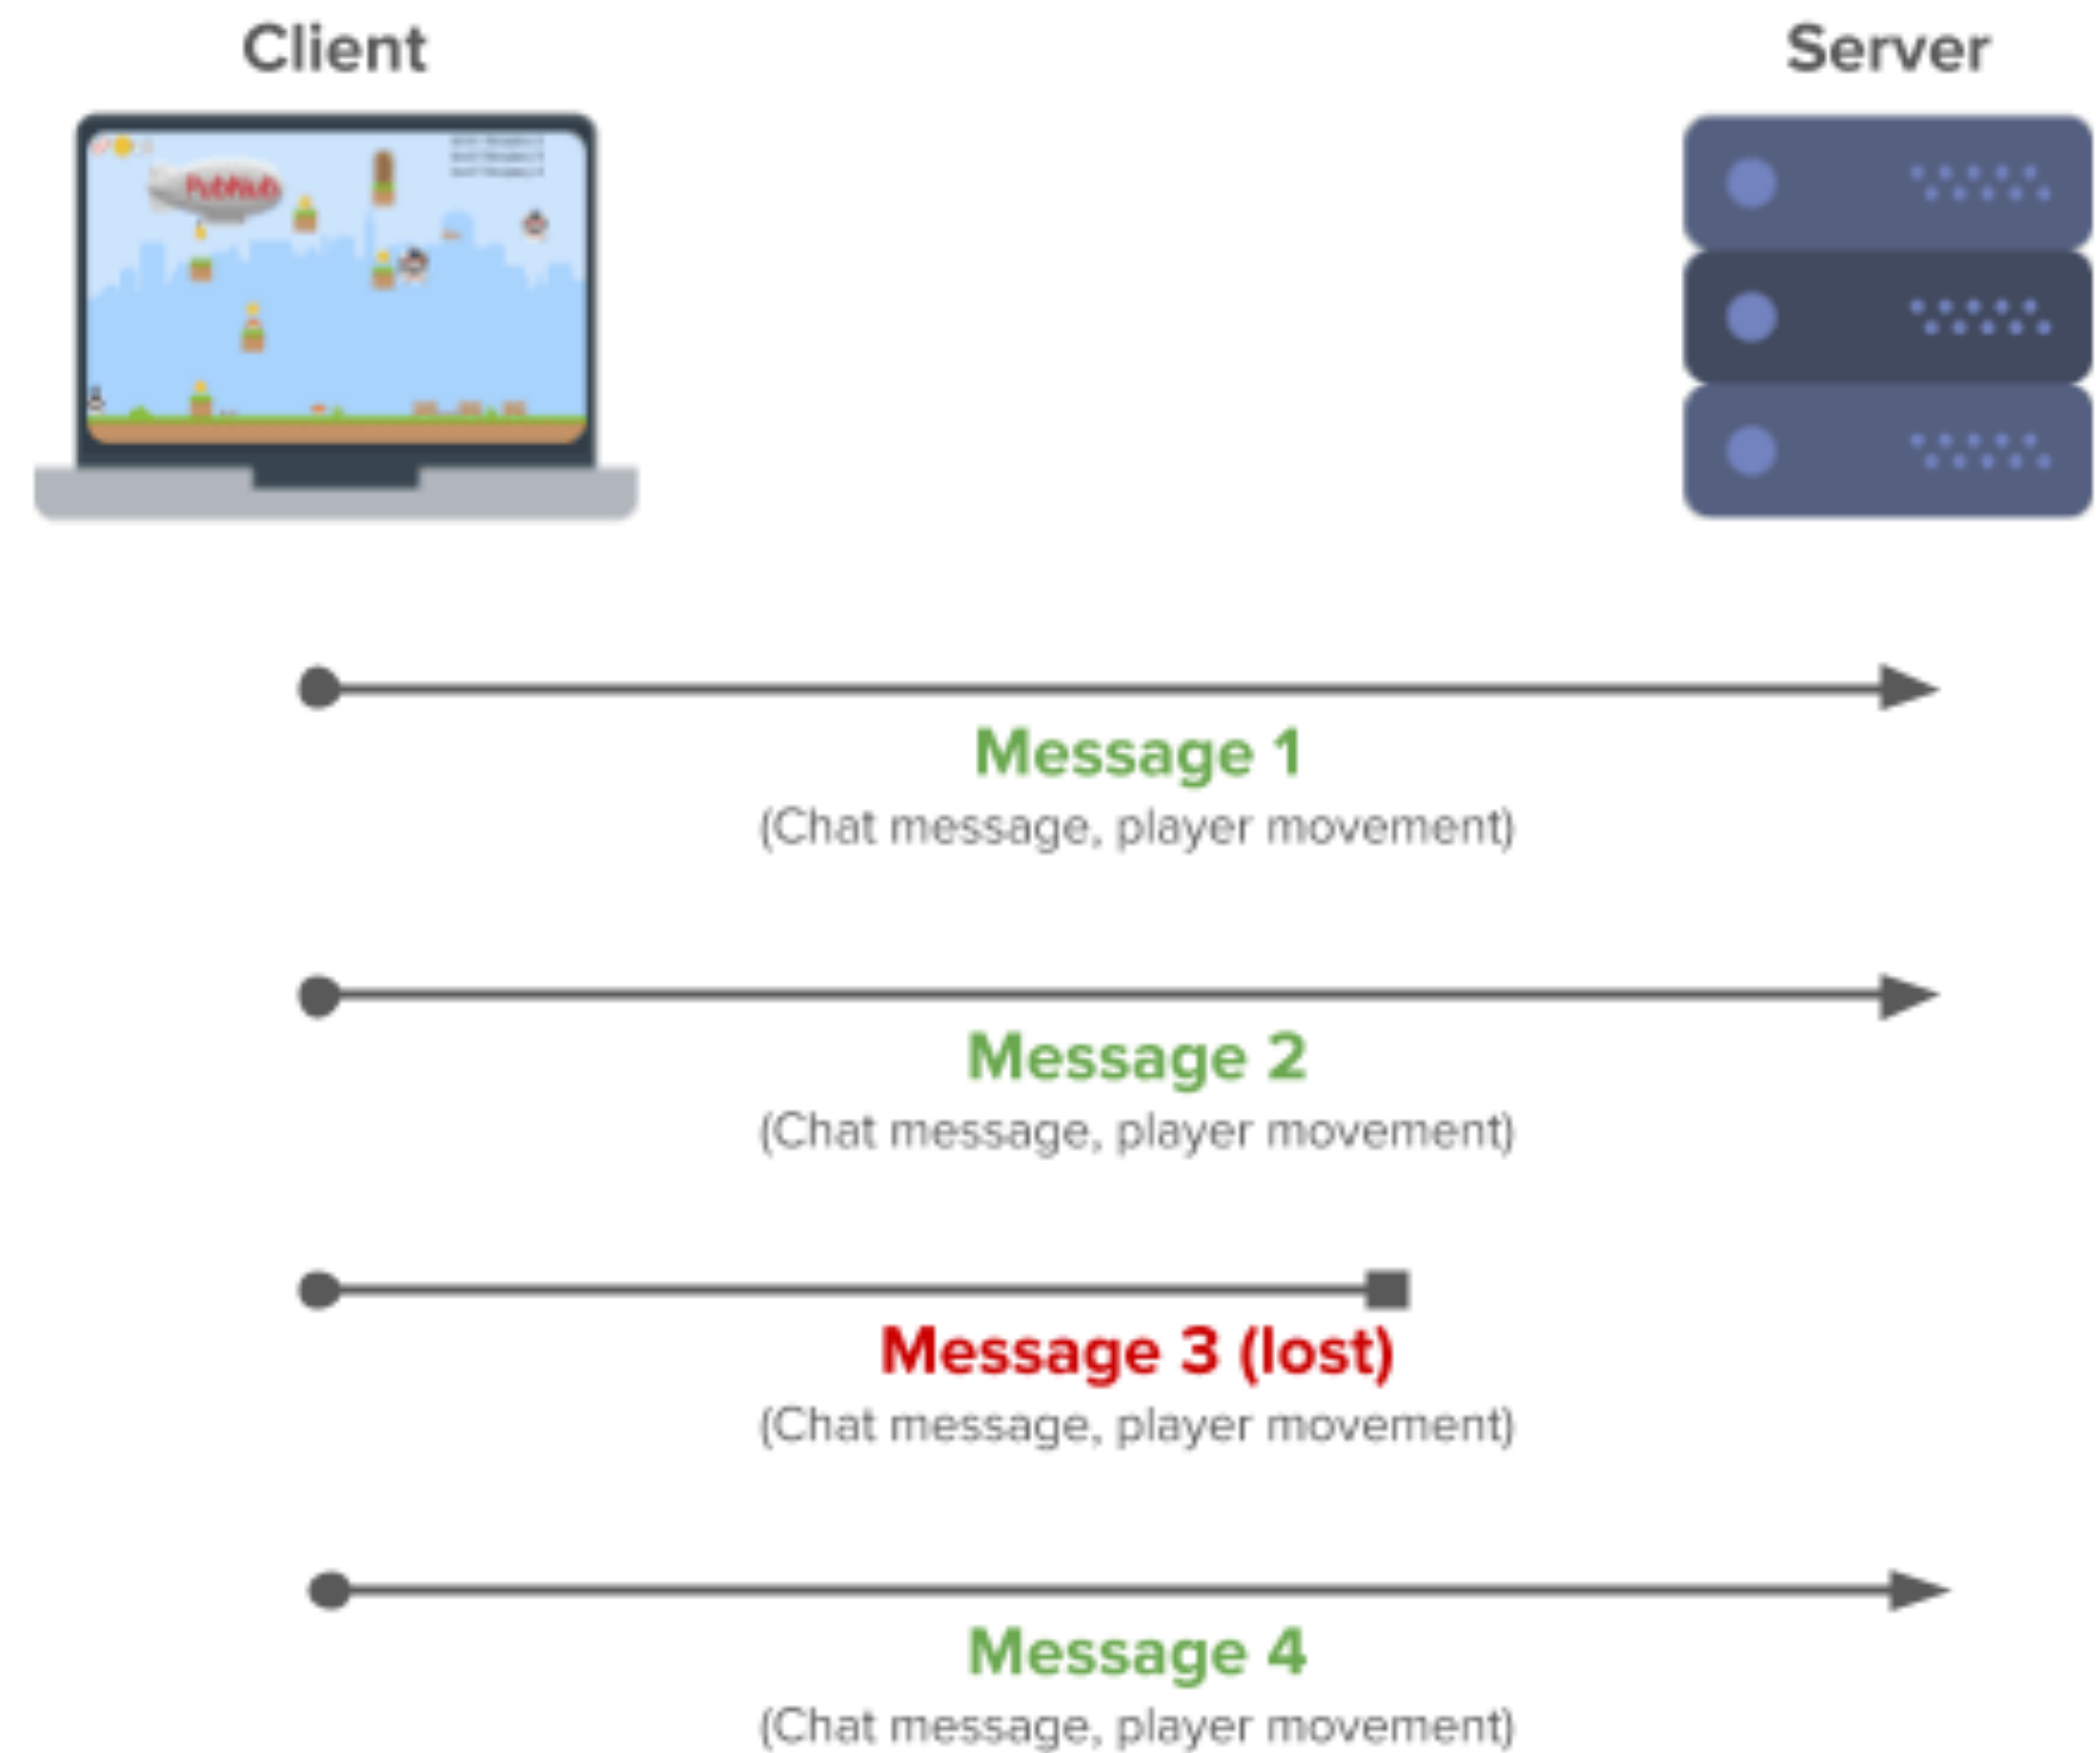 Client
Server
PubNub
Message 1
(Chat message, player movement)
Message 2
(Chat message, player movement)
Message 3 (lost)
(Chat message, player movement)
Message 4
(Chat message, player movement)